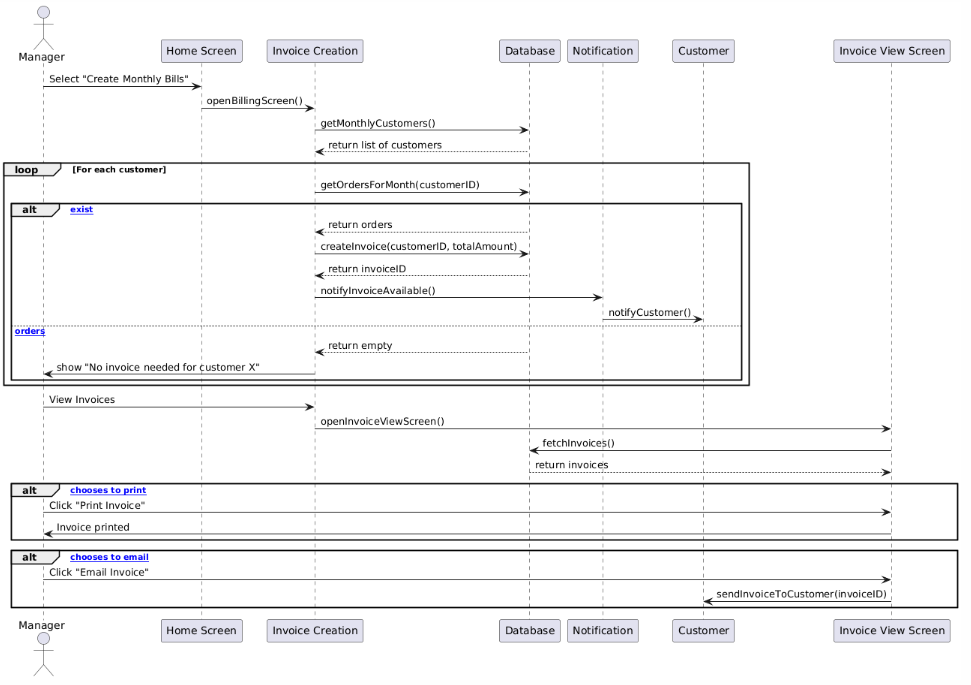 Manager
Home Screen
Invoice Creation
Database
Notification
Customer
Invoice View Screen
Select "Create Monthly Bills"
openBillingScreen()
getMonthlyCustomers()
return list of customers
loop
[For each customer]
getOrdersForMonth(customerID)
alt
exist
return orders
createInvoice(customerID, totalAmount)
return invoiceID
notifyInvoiceAvailable()
notifyCustomer()
orders
return empty
show "No invoice needed for customer X"
View Invoices
openInvoiceViewScreen()
fetchInvoices()
return invoices
alt
chooses to print
Click "Print Invoice"
Invoice printed
alt
chooses to email
Click "Email Invoice"
sendInvoiceToCustomer(invoiceID)
Manager
Home Screen
Invoice Creation
Database
Notification
Customer
Invoice View Screen